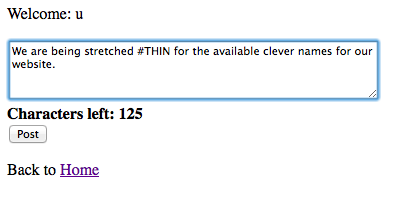 Welcome: u
We are being stretched #THIN for the available clever names for our
website.
Characters left: 125
Post
Back to Home